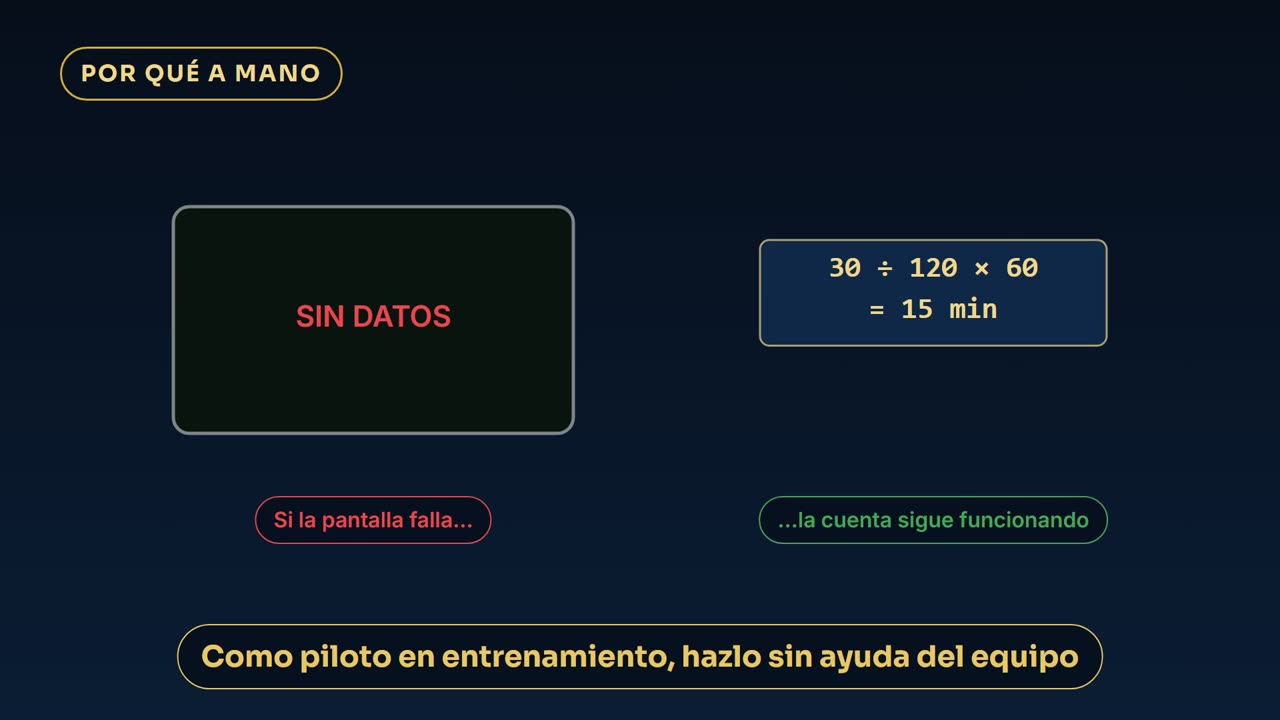 POR QUÉ A MANO
SIN DATOS
30 ÷ 120 × 60
= 15 min
Si la pantalla falla...
...la cuenta sigue funcionando
Como piloto en entrenamiento, hazlo sin ayuda del equipo